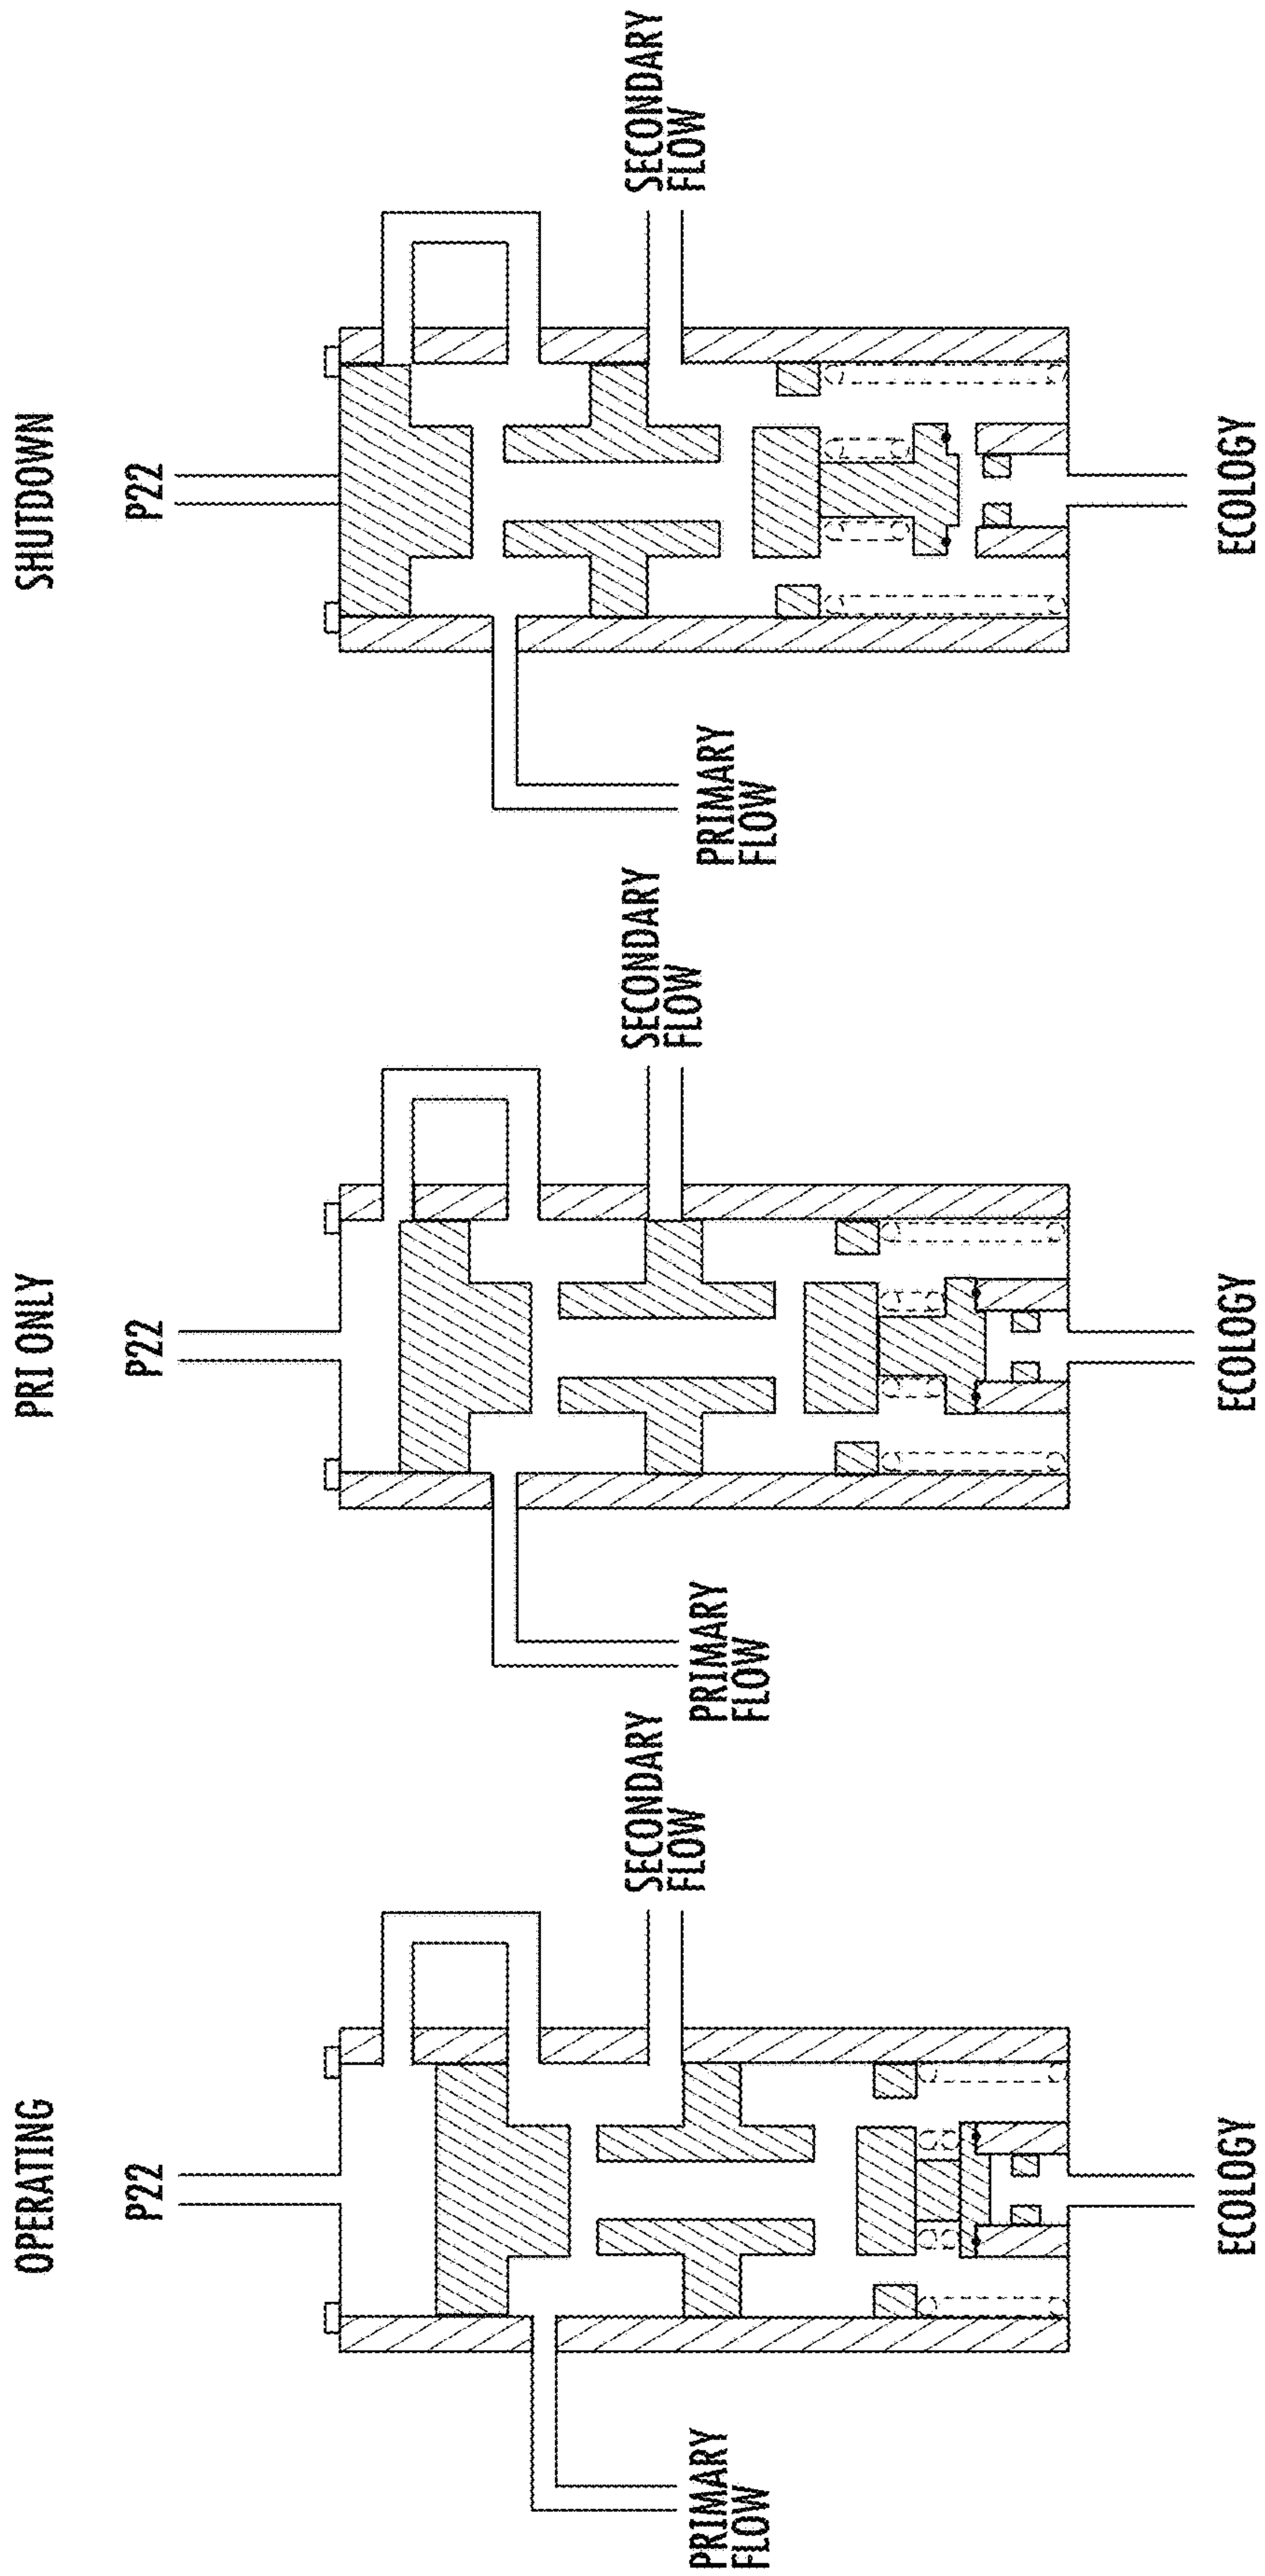 OPERATING
P22
PRIMARY
FLOW
SECONDARY
FLOW
ECOLOGY
PRI ONLY
P22
PRIMARY
FLOW
SECONDARY
FLOW
ECOLOGY
SHUTDOWN
P22
PRIMARY
FLOW
SECONDARY
FLOW
ECOLOGY